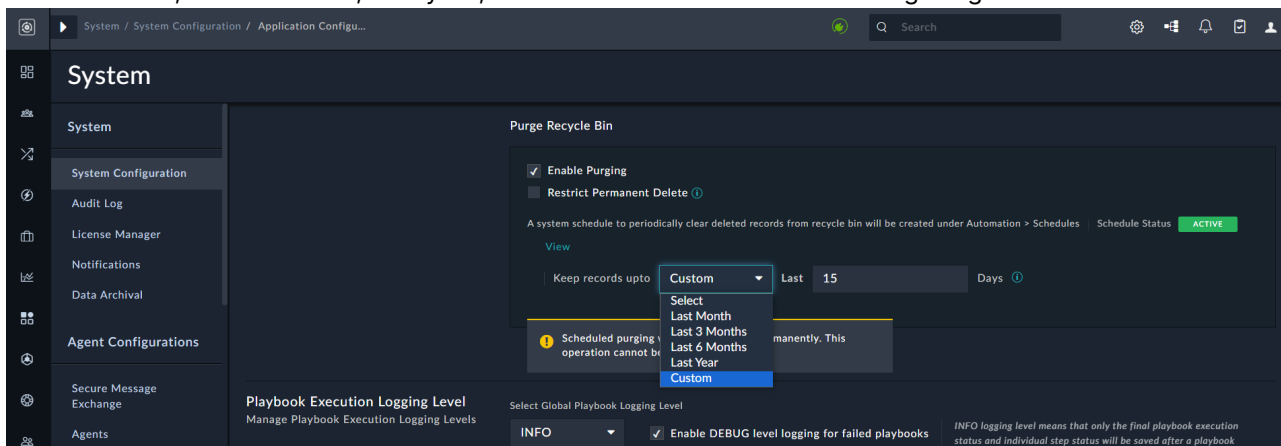 System / System Configuration / Application Configu...
Search
System
System
System Configuration
Audit Log
License Manager
Notifications
Data Archival
Agent Configurations
Secure Message
Exchange
Agents
Purge Recycle Bin
Enable Purging
Restrict Permanent Delete
A system schedule to periodically clear deleted records from recycle bin will be created under Automation > Schedules Schedule Status ACTIVE
View
Keep records upto Custom Last 15 Days
Select
Last Month
Last 3 Months
Last 6 Months
Last Year
Custom
Scheduled purging manently. This
operation cannot
Playbook Execution Logging Level
Manage Playbook Execution Logging Levels
Select Global Playbook Logging Level
INFO
Enable DEBUG level logging for failed playbooks
INFO logging level means that only the final playbook execution
status and individual step status will be saved after a playbook